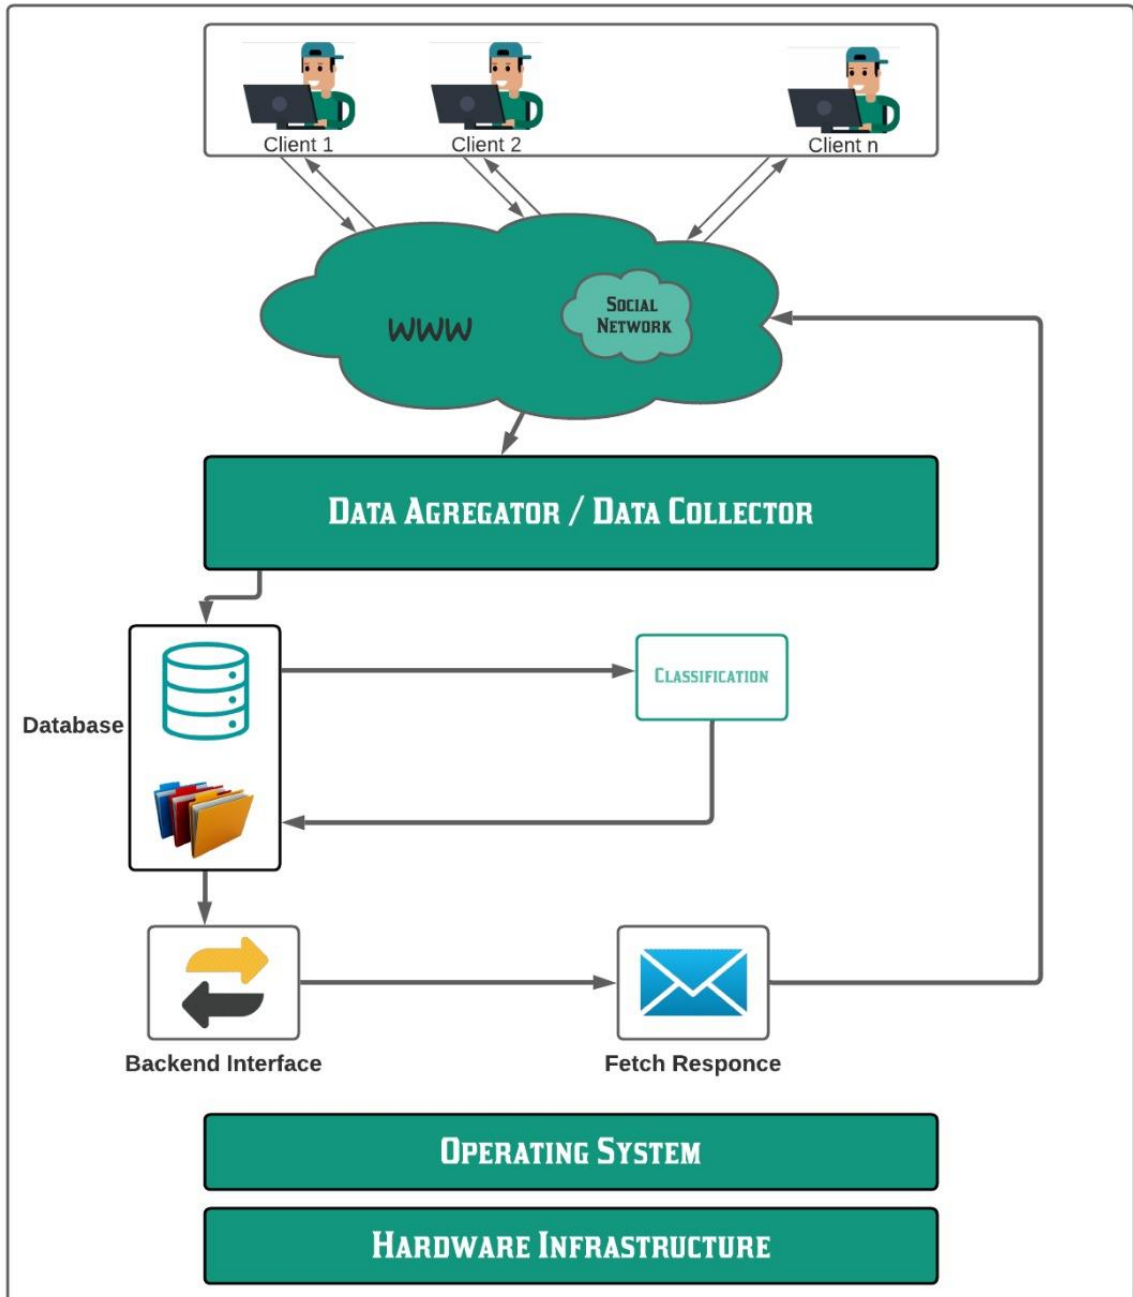 Client 1
Client 2
Client n
WWW
SOCIAL
NETWORK
DATA AGREGATOR / DATA COLLECTOR
CLASSIFICATION
Database
Backend Interface
Fetch Responce
OPERATING SYSTEM
HARDWARE INFRASTRUCTURE